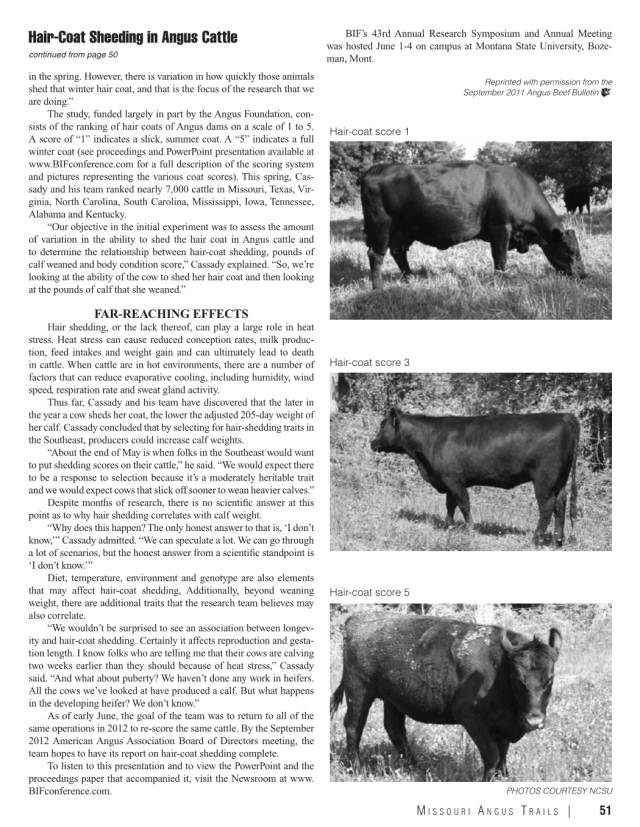 Hair-Coat Sheeding in Angus Cattle
continued from page 50
in the spring. However, there is variation in how quickly those animals
shed that winter hair coat, and that is the focus of the research that we
are doing.”
The study, funded largely in part by the Angus Foundation, con-
sists of the ranking of hair coats of Angus dams on a scale of 1 to 5.
A score of “1” indicates a slick, summer coat. A “5” indicates a full
winter coat (see proceedings and PowerPoint presentation available at
www.BIFconference.com for a full description of the scoring system
and pictures representing the various coat scores). This spring, Cas-
sady and his team ranked nearly 7,000 cattle in Missouri, Texas, Vir-
ginia, North Carolina, South Carolina, Mississippi, Iowa, Tennessee,
Alabama and Kentucky.
“Our objective in the initial experiment was to assess the amount
of variation in the ability to shed the hair coat in Angus cattle and
to determine the relationship between hair-coat shedding, pounds of
calf weaned and body condition score,” Cassady explained. “So, we’re
looking at the ability of the cow to shed her hair coat and then looking
at the pounds of calf that she weaned.”
FAR-REACHING EFFECTS
Hair shedding, or the lack thereof, can play a large role in heat
stress. Heat stress can cause reduced conception rates, milk produc-
tion, feed intakes and weight gain and can ultimately lead to death
in cattle. When cattle are in hot environments, there are a number of
factors that can reduce evaporative cooling, including humidity, wind
speed, respiration rate and sweat gland activity.
Thus far, Cassady and his team have discovered that the later in
the year a cow sheds her coat, the lower the adjusted 205-day weight of
her calf. Cassady concluded that by selecting for hair-shedding traits in
the Southeast, producers could increase calf weights.
“About the end of May is when folks in the Southeast would want
to put shedding scores on their cattle,” he said. “We would expect there
to be a response to selection because it’s a moderately heritable trait
and we would expect cows that slick off sooner to wean heavier calves.”
Despite months of research, there is no scientific answer at this
point as to why hair shedding correlates with calf weight.
“Why does this happen? The only honest answer to that is, ‘I don’t
know,’” Cassady admitted. “We can speculate a lot. We can go through
a lot of scenarios, but the honest answer from a scientific standpoint is
‘I don’t know.’”
Diet, temperature, environment and genotype are also elements
that may affect hair-coat shedding, Additionally, beyond weaning
weight, there are additional traits that the research team believes may
also correlate.
“We wouldn’t be surprised to see an association between longev-
ity and hair-coat shedding. Certainly it affects reproduction and gesta-
tion length. I know folks who are telling me that their cows are calving
two weeks earlier than they should because of heat stress,” Cassady
said. “And what about puberty? We haven’t done any work in heifers.
All the cows we’ve looked at have produced a calf. But what happens
in the developing heifer? We don’t know.”
As of early June, the goal of the team was to return to all of the
same operations in 2012 to re-score the same cattle. By the September
2012 American Angus Association Board of Directors meeting, the
team hopes to have its report on hair-coat shedding complete.
To listen to this presentation and to view the PowerPoint and the
proceedings paper that accompanied it, visit the Newsroom at www.
BIFconference.com.
BIF’s 43rd Annual Research Symposium and Annual Meeting
was hosted June 1-4 on campus at Montana State University, Boze-
man, Mont.
Reprinted with permission from the
September 2011 Angus Beef Bulletin
Hair-coat score 1
Hair-coat score 3
Hair-coat score 5
PHOTOS COURTESY NCSU
MISSOURI ANGUS TRAILS | 51